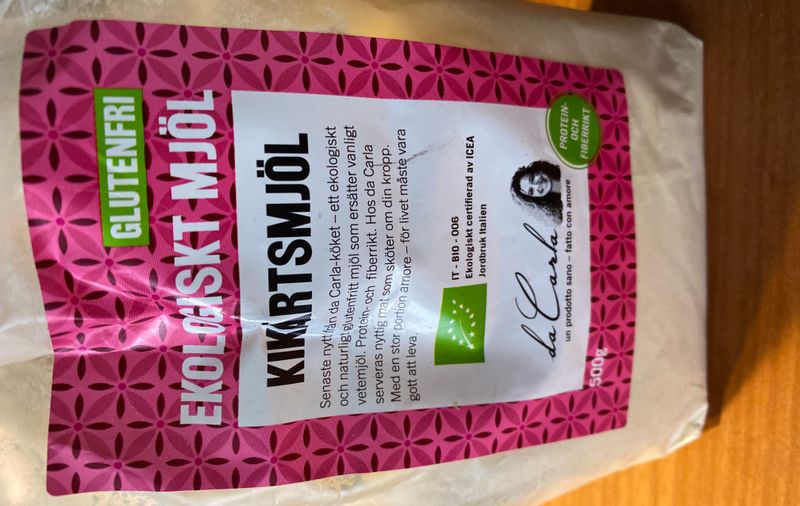 GLUTENFRI
EKOLOGISKT MJÖL
KIKÄRTSMJÖL
Senaste nytt från da Carla-köket – ett ekologiskt
och naturligt glutenfritt mjöl som ersätter vanligt
vetemjöl. Protein- och fiberrikt. Hos da Carla
serveras nyttig mat som sköter om din kropp.
Med en stor portion amore – för livet måste vara
gott att leva.
IT - BIO - 006
Ekologiskt certifierad av ICEA
Jordbruk Italien
da Carla
un prodotto sano – fatto con amore
PROTEIN-
OCH
FIBERRIKT
500g